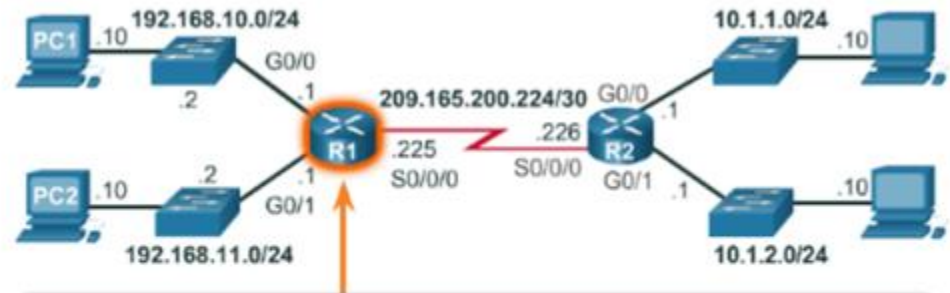 192.168.10.0/24
10.1.1.0/24
PC1
.10
.10
G0/0
.2
.1
209.165.200.224/30
G0/0
.1
R1
.225
.226
R2
S0/0/0
S0/0/0
G0/1
PC2
.10
.2
.1
G0/1
.1
.10
192.168.11.0/24
10.1.2.0/24